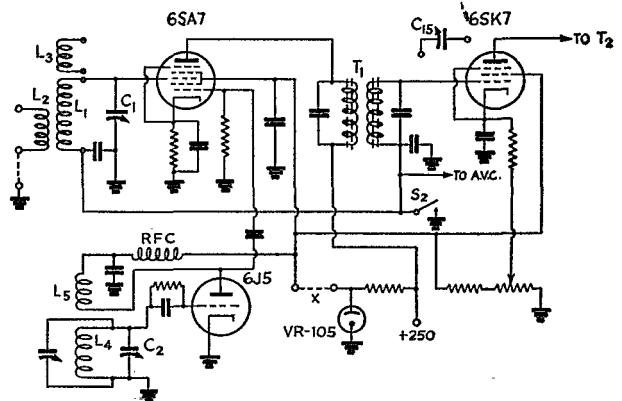 6SA7
C15
6SK7
TO T2
L3
L2
L1
C1
T1
TO A.V.C.
S2
RFC
6J5
L5
X
L4
C2
VR-105
+250